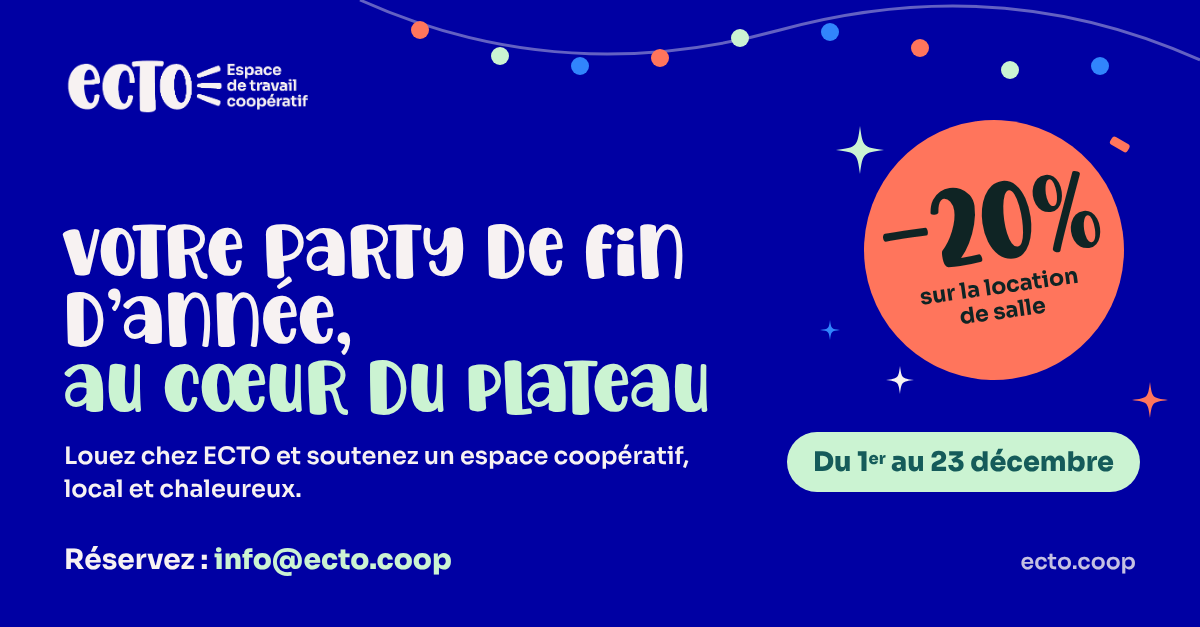 ecto
Espace
de travail
coopératif
Votre party de fin
d'année,
au cœur du Plateau
Louez chez ECTO et soutenez un espace coopératif,
local et chaleureux.
Réservez : info@ecto.coop
–20%
sur la location
de salle
Du 1er au 23 décembre
ecto.coop